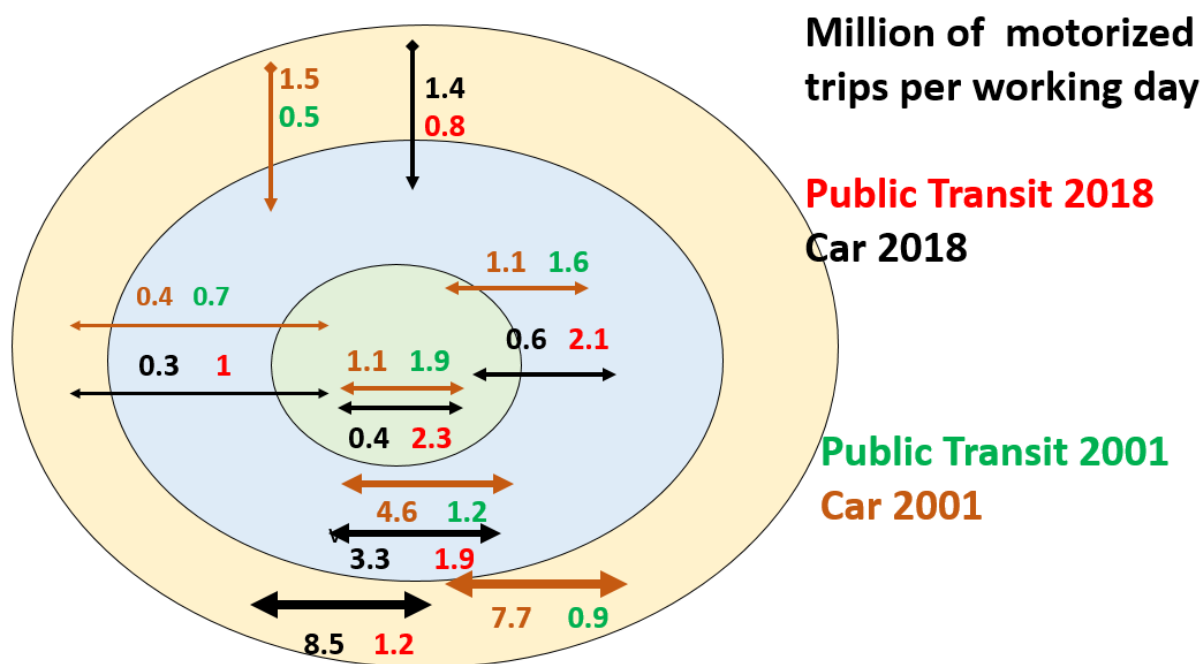 Million of motorized
trips per working day
1.5
0.5
1.4
0.8
Public Transit 2018
Car 2018
1.1 1.6
0.4 0.7
0.6 2.1
0.3 1
1.1 1.9
0.4 2.3
Public Transit 2001
Car 2001
4.6 1.2
3.3 1.9
7.7 0.9
8.5 1.2